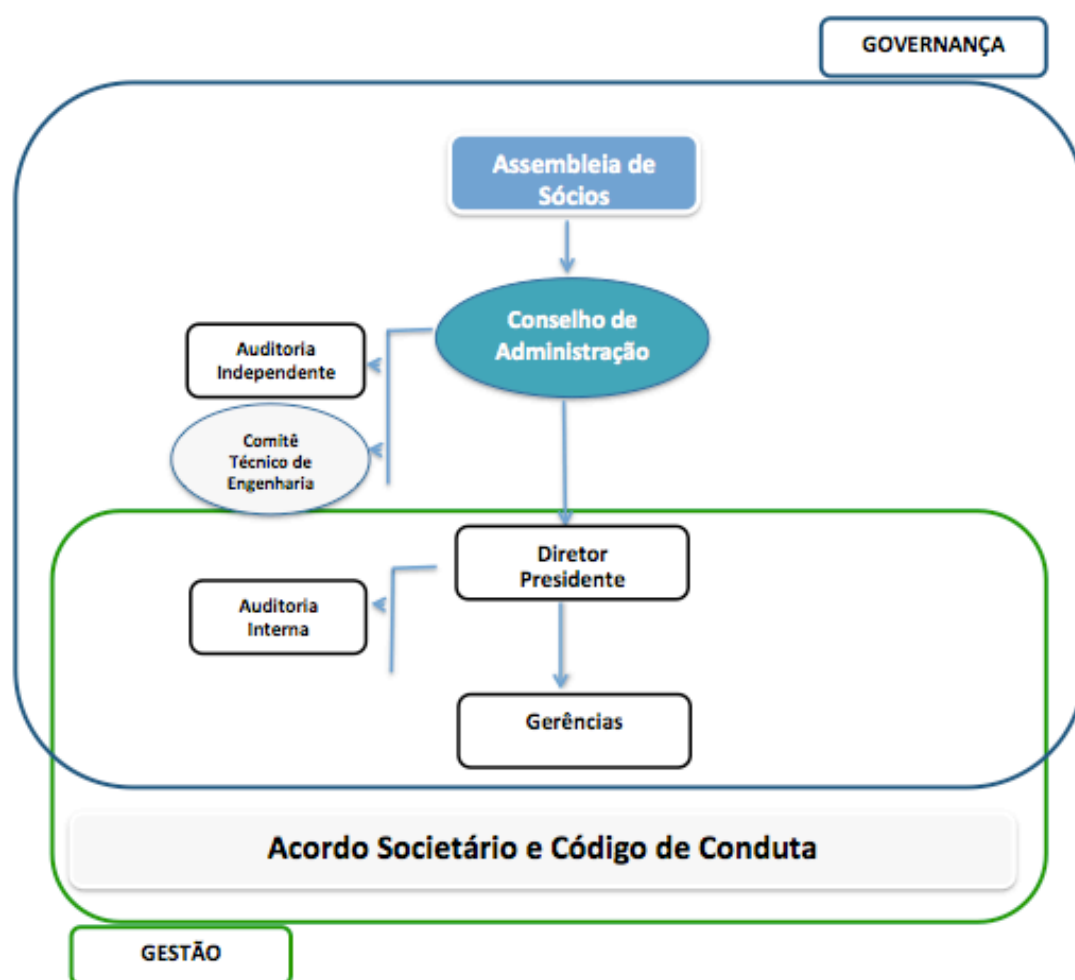 GOVERNANÇA
Assembleia de
Sócios
Conselho de
Administração
Auditoria
Independente
Comitê
Técnico de
Engenharia
Diretor
Presidente
Auditoria
Interna
Gerências
Acordo Societário e Código de Conduta
GESTÃO